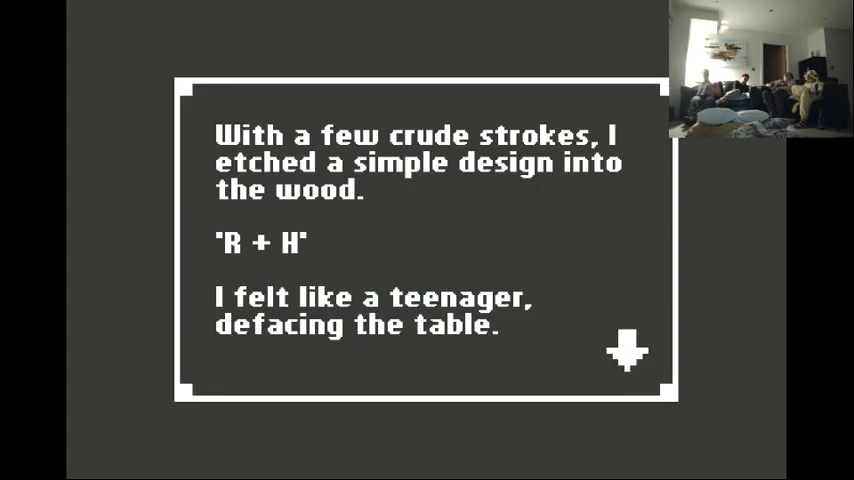 With a few crude strokes, I
etched a simple design into
the wood.
"R + H"
I felt like a teenager,
defacing the table.